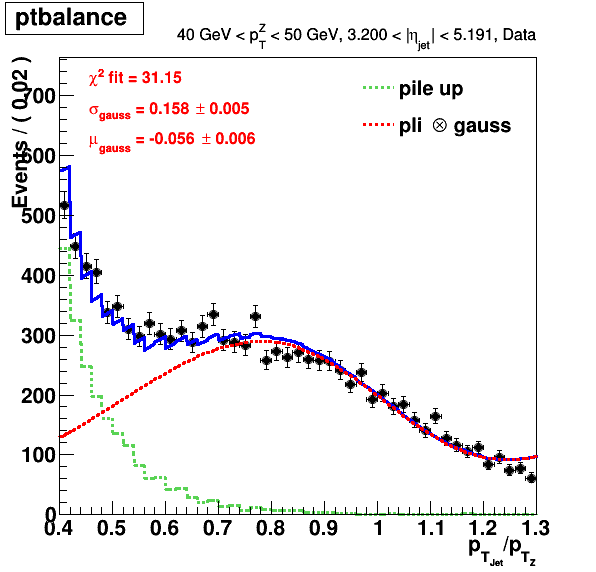 ptbalance
40 GeV < p_T^Z < 50 GeV, 3.200 < |η_jet| < 5.191, Data
Events / ( 0.02 )
χ² fit = 31.15
σ_gauss = 0.158 ± 0.005
μ_gauss = -0.056 ± 0.006
pile up
pli ⊗ gauss
700
600
500
400
300
200
100
0
0.4 0.5 0.6 0.7 0.8 0.9 1 1.1 1.2 1.3
p_T_Jet/p_T_Z